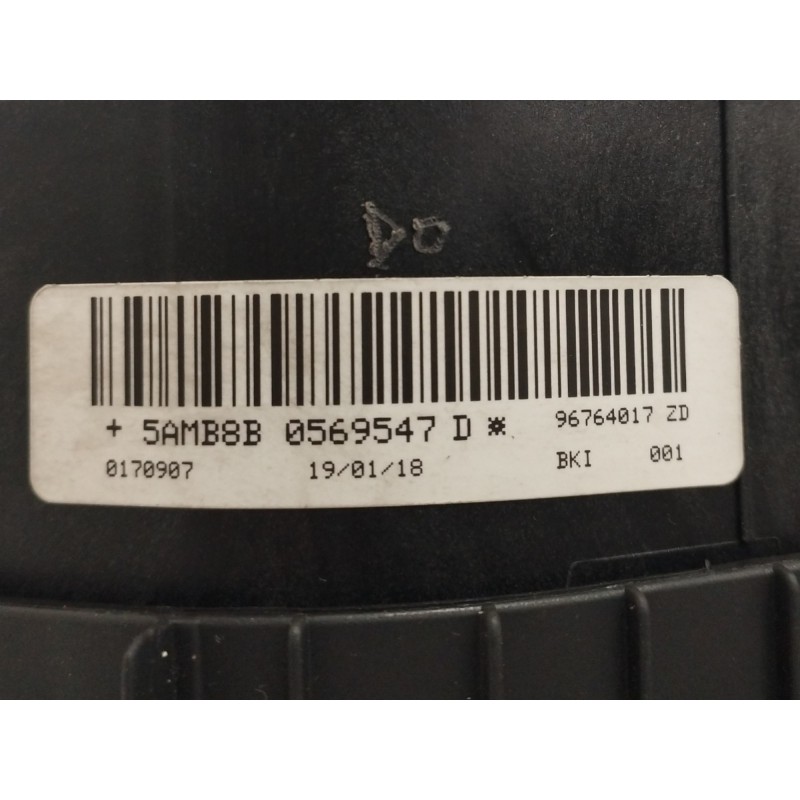 + 5AMB8B 0569547 D * 96764017 ZD
0170907 19/01/18 BKI 001